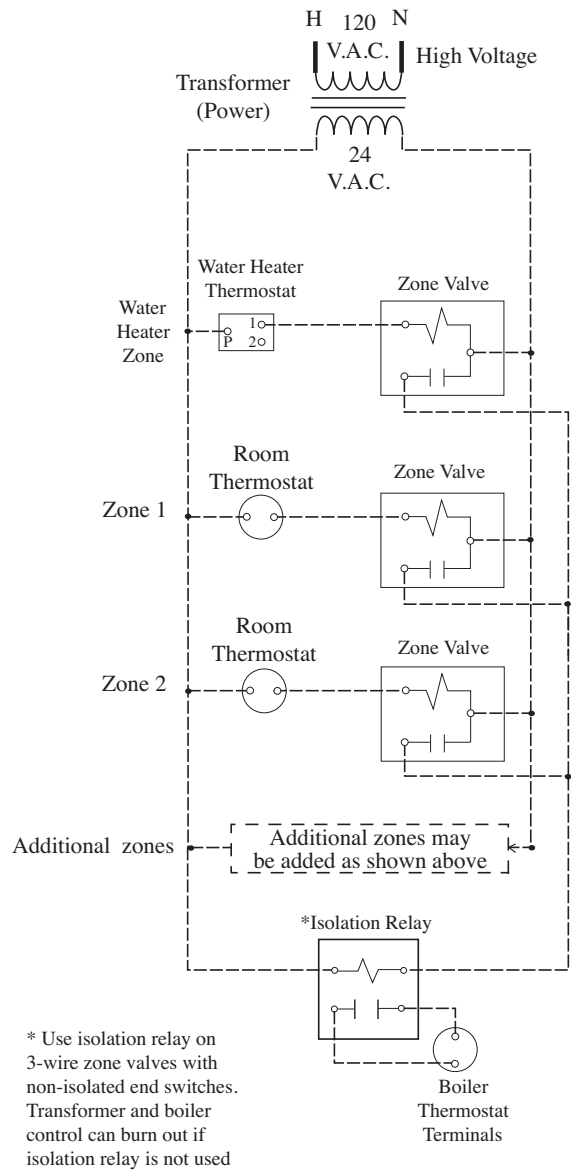 H 120 N
V.A.C. High Voltage
Transformer
(Power)
24
V.A.C.
Water Heater
Thermostat
Zone Valve
Water
Heater
Zone
P 1
2
Room
Thermostat
Zone Valve
Zone 1
Room
Thermostat
Zone Valve
Zone 2
Additional zones
Additional zones may
be added as shown above
*Isolation Relay
* Use isolation relay on
3-wire zone valves with
non-isolated end switches.
Transformer and boiler
control can burn out if
isolation relay is not used
Boiler
Thermostat
Terminals